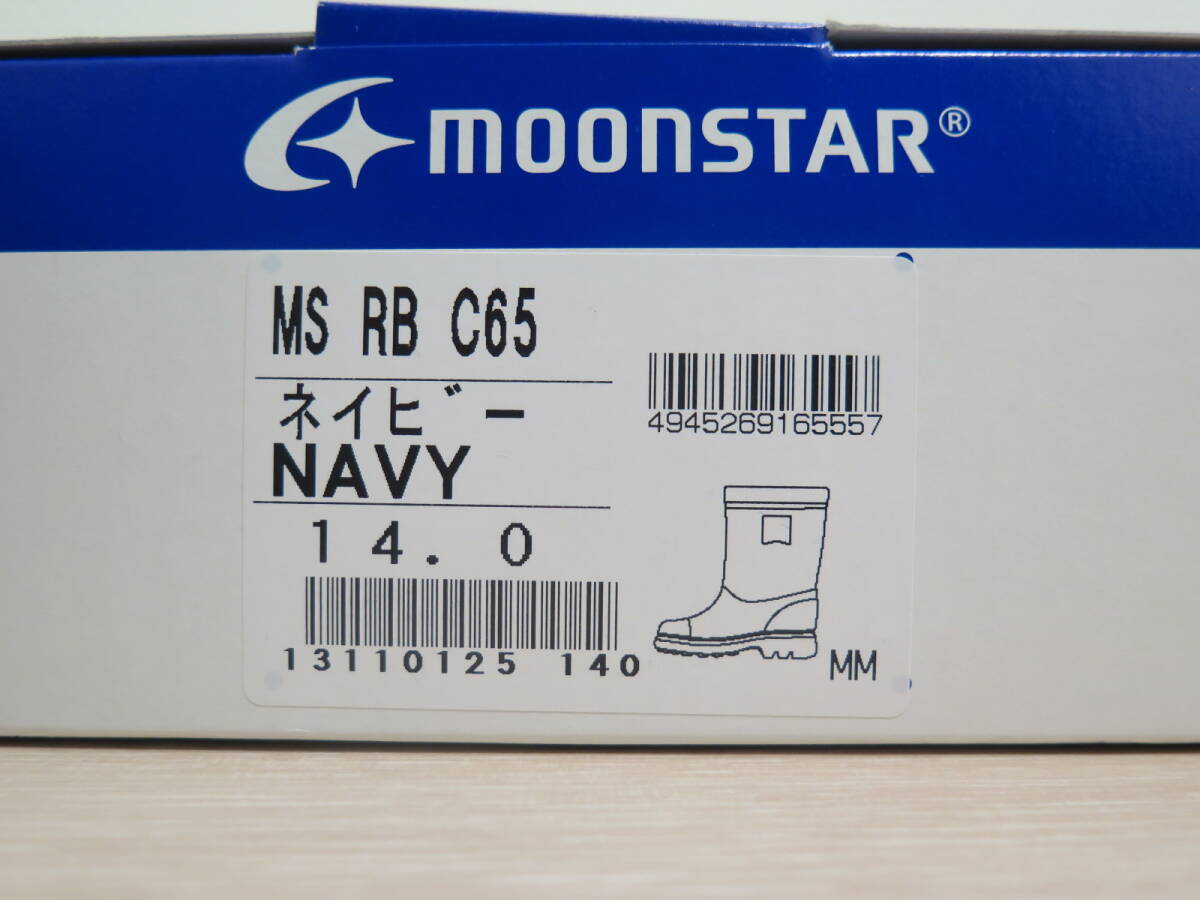 MOONSTAR®
MS RB C65
ネイビー
NAVY
14.0
13110125 140
4945269165557
MM